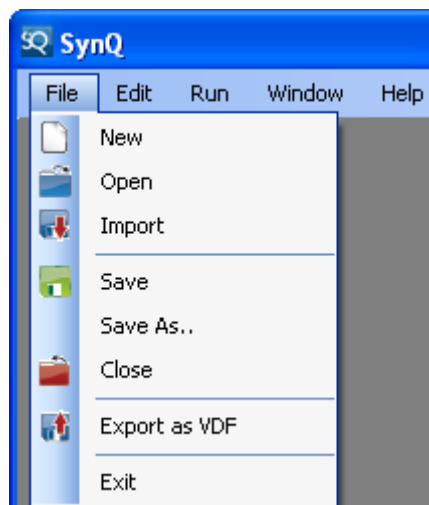 SQ SynQ
File Edit Run Window Help
New
Open
Import
Save
Save As..
Close
Export as VDF
Exit